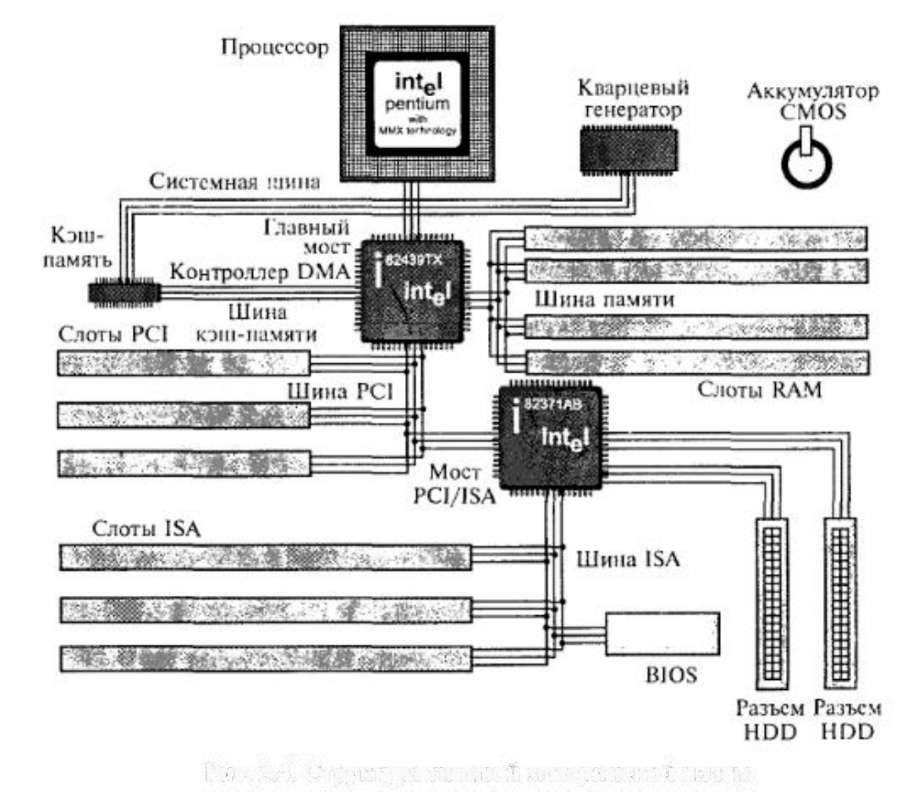 Процессор
intel
pentium
with
MMX technology
Кварцевый
генератор
Аккумулятор
CMOS
Системная шина
Кэш-
память
Главный
мост
Контроллер DMA
i 82439TX
intel
Шина памяти
Шина
кэш-памяти
Слоты PCI
Шина PCI
Слоты RAM
i 82371AB
intel
Мост
PCI/ISA
Слоты ISA
Шина ISA
BIOS
Разъем
HDD
Разъем
HDD